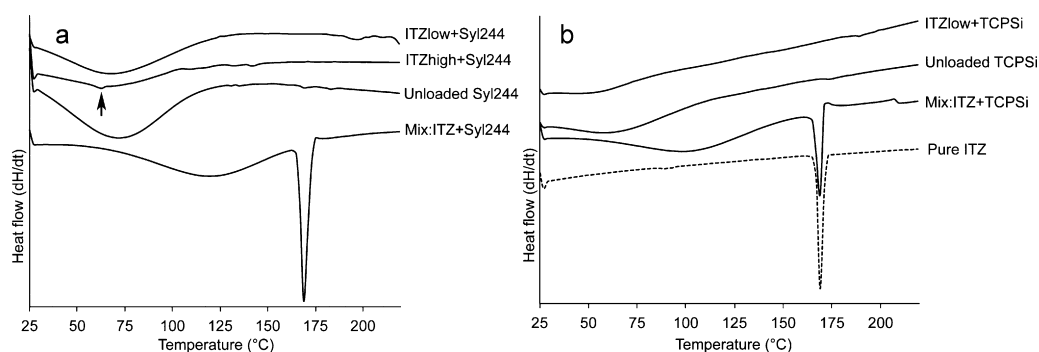 a
ITZlow+Syl244
ITZhigh+Syl244
Unloaded Syl244
Mix:ITZ+Syl244
Heat flow (dH/dt)
25 50 75 100 125 150 175 200
Temperature (°C)
b
ITZlow+TCPSi
Unloaded TCPSi
Mix:ITZ+TCPSi
Pure ITZ
Heat flow (dH/dt)
25 50 75 100 125 150 175 200
Temperature (°C)